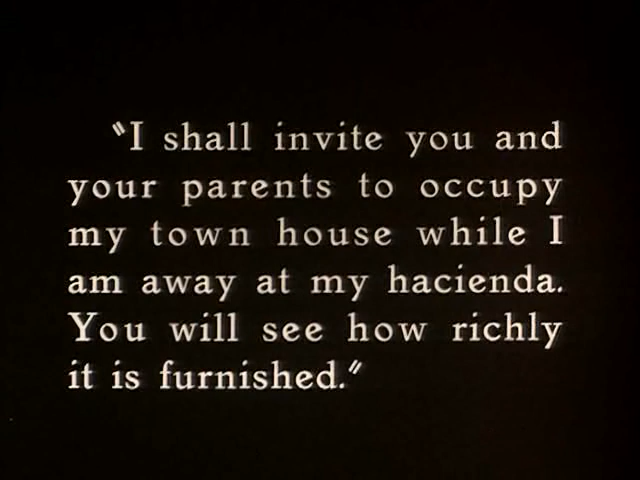 "I shall invite you and
your parents to occupy
my town house while I
am away at my hacienda.
You will see how richly
it is furnished."